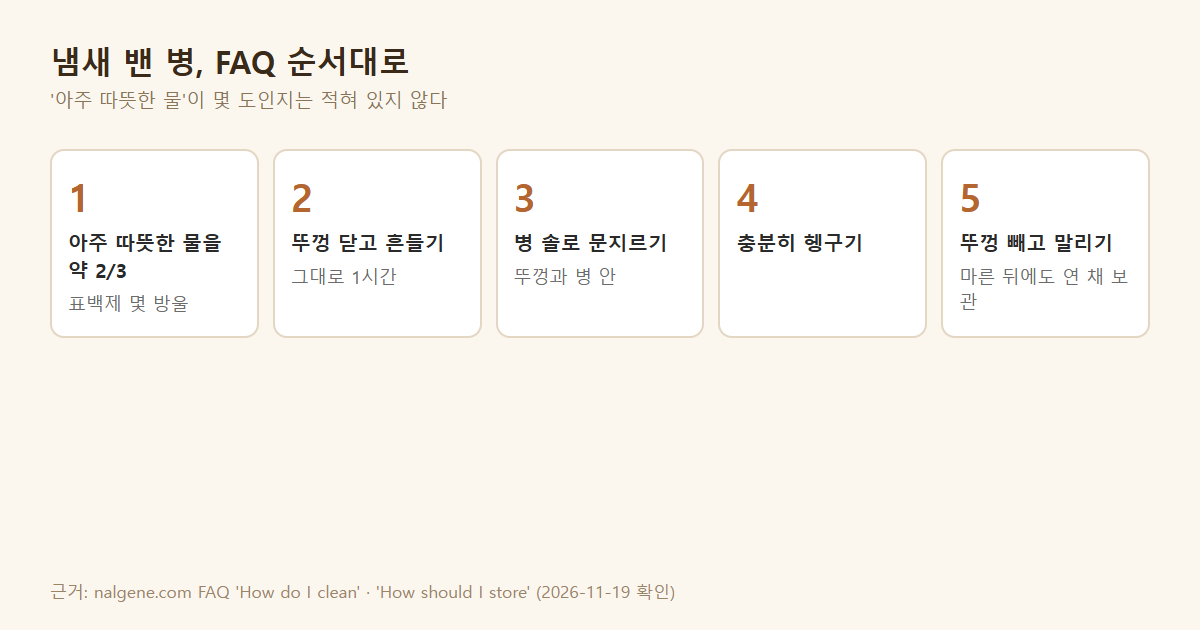 냄새 밴 병, FAQ 순서대로
'아주 따뜻한 물'이 몇 도인지는 적혀 있지 않다
1
아주 따뜻한 물을
약 2/3
표백제 몇 방울
2
뚜껑 닫고 흔들기
그대로 1시간
3
병 솔로 문지르기
뚜껑과 병 안
4
충분히 헹구기
5
뚜껑 빼고 말리기
마른 뒤에도 연 채 보
관
근거: nalgene.com FAQ 'How do I clean' · 'How should I store' (2026-11-19 확인)